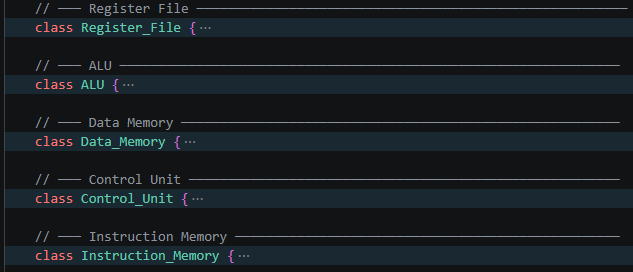 // ─── Register File ──────────────────────────────────────────────────────
class Register_File {···
// ─── ALU ────────────────────────────────────────────────────────────────
class ALU {···
// ─── Data Memory ────────────────────────────────────────────────────────
class Data_Memory {···
// ─── Control Unit ───────────────────────────────────────────────────────
class Control_Unit {···
// ─── Instruction Memory ─────────────────────────────────────────────────
class Instruction_Memory {···